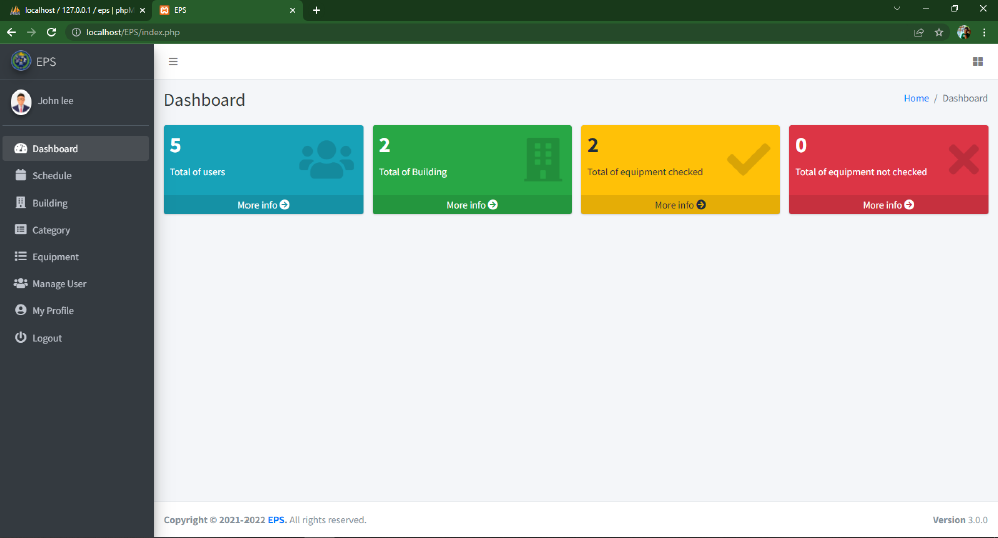 localhost / 127.0.0.1 / eps | phpM
EPS
localhost/EPS/index.php
EPS
John lee
Dashboard
Schedule
Building
Category
Equipment
Manage User
My Profile
Logout
Dashboard
Home / Dashboard
5
Total of users
More info
2
Total of Building
More info
2
Total of equipment checked
More info
0
Total of equipment not checked
More info
Copyright © 2021-2022 EPS. All rights reserved.
Version 3.0.0